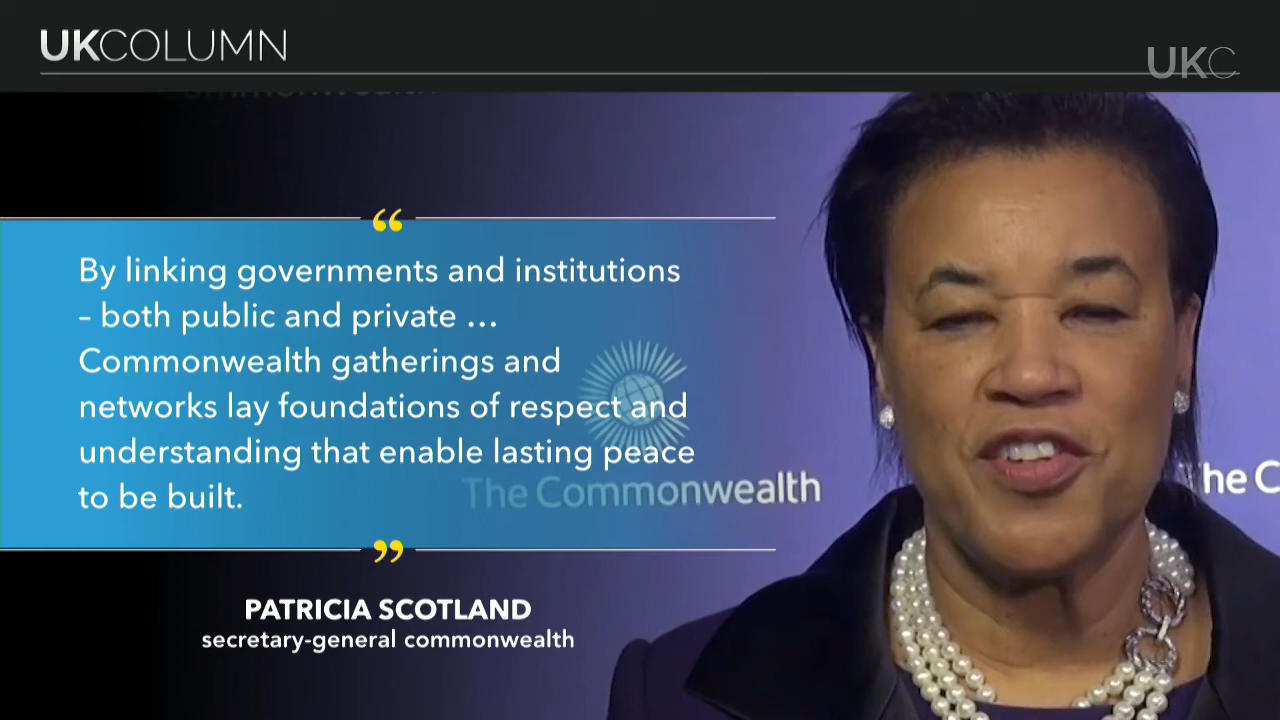 UKCOLUMN
UKC
“
By linking governments and institutions
– both public and private ...
Commonwealth gatherings and
networks lay foundations of respect and
understanding that enable lasting peace
to be built.
The Commonwealth
The C
”
PATRICIA SCOTLAND
secretary-general commonwealth